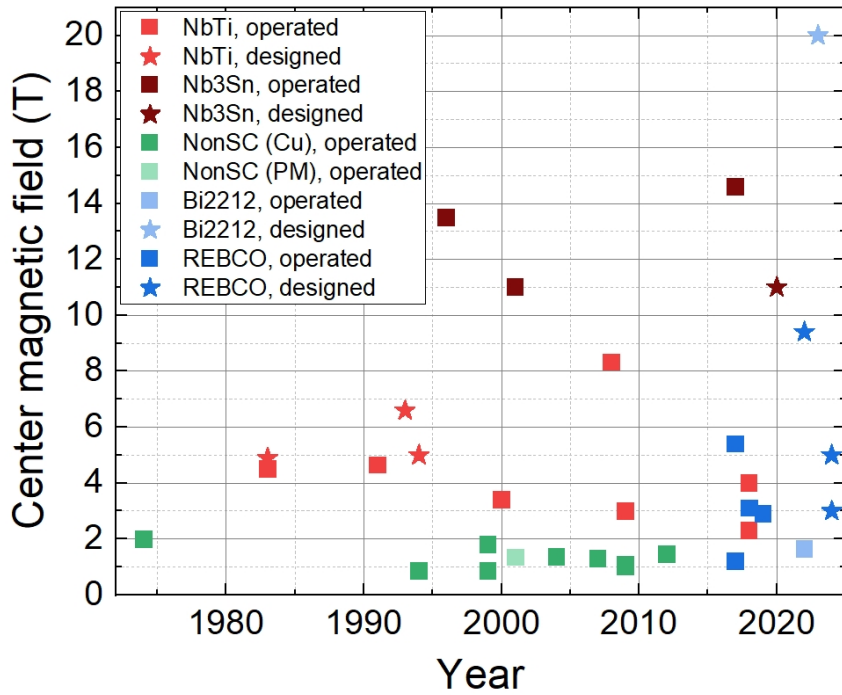 Center magnetic field (T)
20
18
16
14
12
10
8
6
4
2
0
NbTi, operated
NbTi, designed
Nb3Sn, operated
Nb3Sn, designed
NonSC (Cu), operated
NonSC (PM), operated
Bi2212, operated
Bi2212, designed
REBCO, operated
REBCO, designed
1980 1990 2000 2010 2020
Year